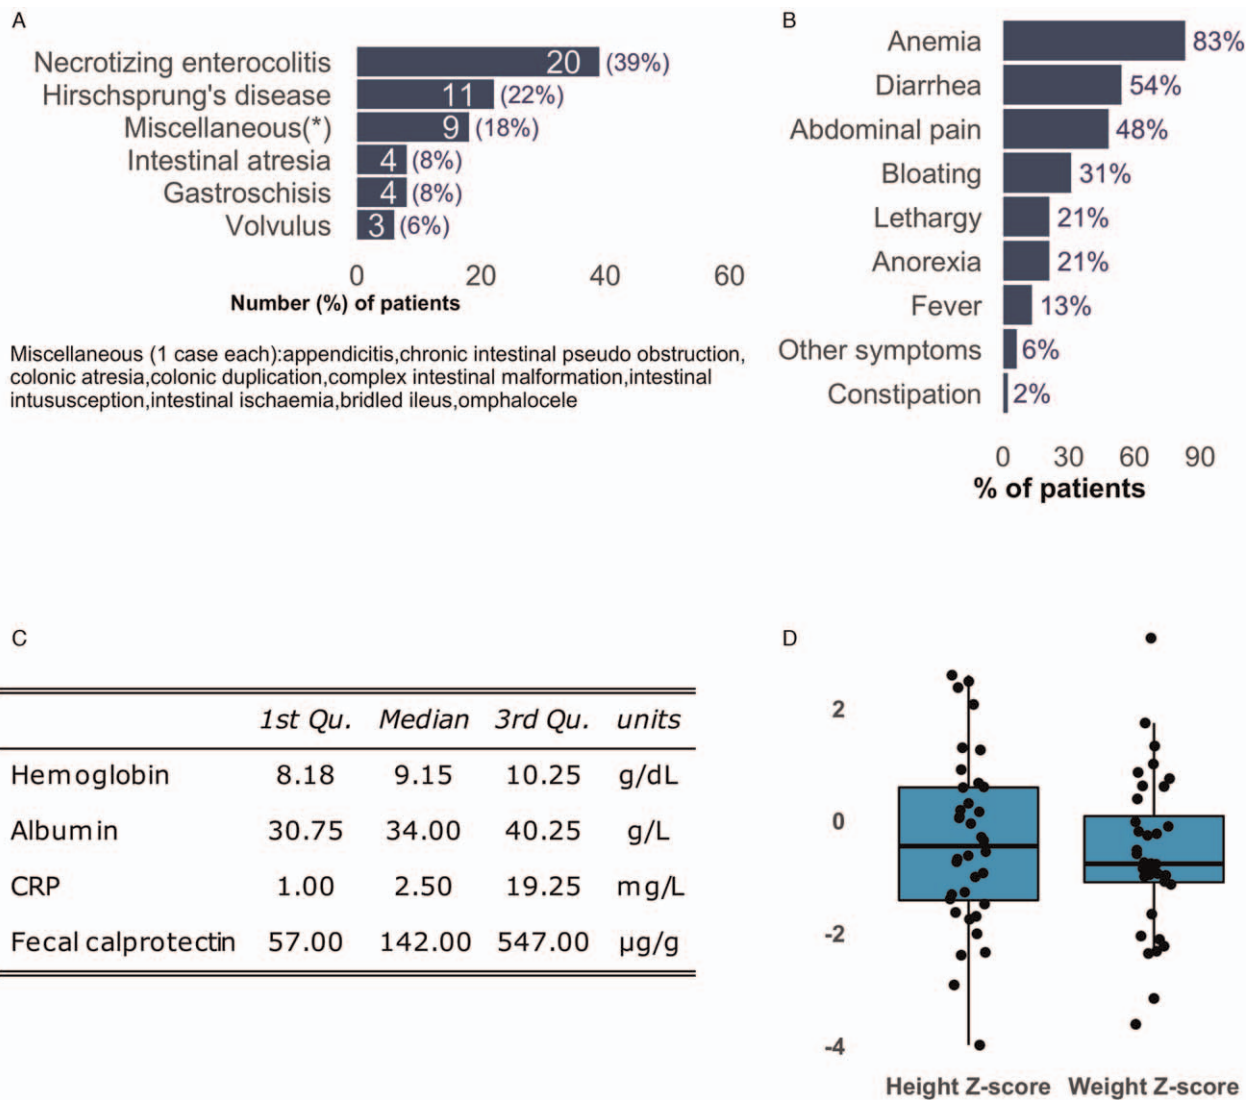 A
Necrotizing enterocolitis 20 (39%)
Hirschsprung's disease 11 (22%)
Miscellaneous(*) 9 (18%)
Intestinal atresia 4 (8%)
Gastroschisis 4 (8%)
Volvulus 3 (6%)
0 20 40 60
Number (%) of patients
Miscellaneous (1 case each):appendicitis,chronic intestinal pseudo obstruction,
colonic atresia,colonic duplication,complex intestinal malformation,intestinal
intususception,intestinal ischaemia,bridled ileus,omphalocele
B
Anemia 83%
Diarrhea 54%
Abdominal pain 48%
Bloating 31%
Lethargy 21%
Anorexia 21%
Fever 13%
Other symptoms 6%
Constipation 2%
0 30 60 90
% of patients
C
1st Qu. Median 3rd Qu. units
Hemoglobin 8.18 9.15 10.25 g/dL
Albumin 30.75 34.00 40.25 g/L
CRP 1.00 2.50 19.25 mg/L
Fecal calprotectin 57.00 142.00 547.00 µg/g
D
2
0
-2
-4
Height Z-score Weight Z-score